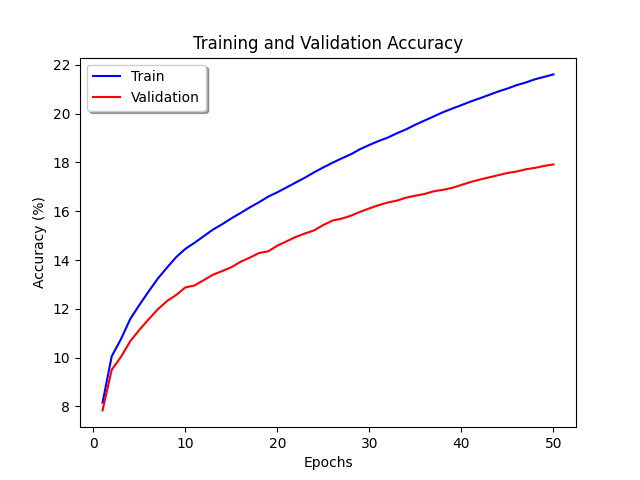 Training and Validation Accuracy
Train
Validation
22
20
18
16
14
12
10
8
Accuracy (%)
0 10 20 30 40 50
Epochs